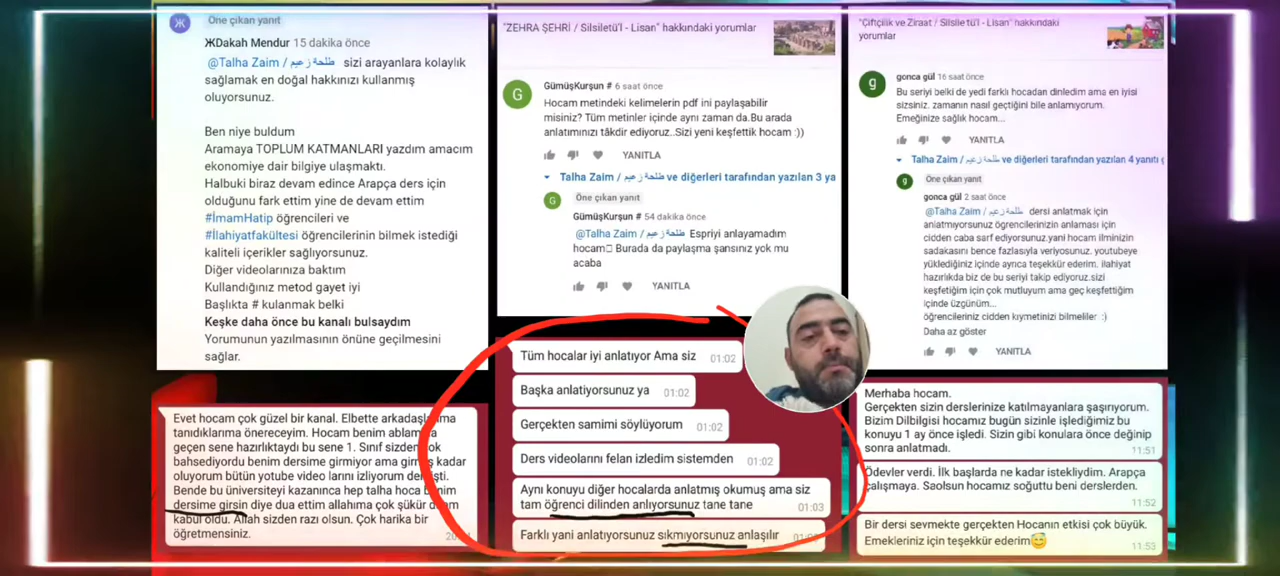 Öne çıkan yanıt
Ж
ЖDakah Mendur 15 dakika önce
@Talha Zaim / طلحة زعيم sizi arayanlara kolaylık
sağlamak en doğal hakkınızı kullanmış
oluyorsunuz.
Ben niye buldum
Aramaya TOPLUM KATMANLARI yazdım amacım
ekonomiye dair bilgiye ulaşmaktı.
Halbuki biraz devam edince Arapça ders için
olduğunu fark ettim yine de devam ettim
#İmamHatip öğrencileri ve
#İlahiyatfakültesi öğrencilerinin bilmek istediği
kaliteli içerikler sağlıyorsunuz.
Diğer videolarınıza baktım
Kullandığınız metod gayet iyi
Başlıkta # kulanmak belki
Keşke daha önce bu kanalı bulsaydım
Yorumunun yazılmasının önüne geçilmesini
sağlar.
"ZEHRA ŞEHRİ / Silsiletü'l - Lisan" hakkındaki yorumlar
G
GümüşKurşun # 6 saat önce
Hocam metindeki kelimelerin pdf ini paylaşabilir
misiniz? Tüm metinler içinde aynı zaman da.Bu arada
anlatımınızı tâkdir ediyoruz..Sizi yeni keşfettik hocam :))
YANITLA
Talha Zaim / طلحة زعيم ve diğerleri tarafından yazılan 3 ya
Öne çıkan yanıt
G
GümüşKurşun # 54 dakika önce
@Talha Zaim / طلحة زعيم Espriyi anlayamadım
hocam Burada da paylaşma şansınız yok mu
acaba
YANITLA
"Çiftçilik ve Ziraat / Silsile tü'l - Lisan" hakkındaki
yorumlar
g
gonca gül 16 saat önce
Bu seriyi belki de yedi farklı hocadan dinledim ama en iyisi
sizsiniz. zamanın nasıl geçtiğini bile anlamıyorum.
Emeğinize sağlık hocam...
YANITLA
Talha Zaim / طلحة زعيم ve diğerleri tarafından yazılan 4 yanıtı
Öne çıkan yanıt
g
gonca gül 2 saat önce
@Talha Zaim / طلحة زعيم dersi anlatmak için
anlatmıyorsunuz öğrencilerinizin anlaması için
cidden caba sarf ediyorsunuz.yani hocam ilminizin
sadakasını bence fazlasıyla veriyosunuz. youtubeye
yüklediğiniz içinde ayrıca teşekkür ederim. ilahiyat
hazırlıkda biz de bu seriyi takip ediyoruz.sizi
keşfetiğim için çok mutluyum ama geç keşfettiğim
içinde üzgünüm...
öğrencileriniz cidden kıymetinizi bilmeliler :)
Daha az göster
YANITLA
Evet hocam çok güzel bir kanal. Elbette
tanıdıklarıma önereceyim. Hocam benim
geçen sene hazırlıktaydı bu sene 1. Sınıf sizden
bahsediyordu benim dersime girmiyor ama kadar
oluyorum bütün yotube video larını izliyorum
Bende bu üniversiteyi kazanınca hep talha hoca benim
dersime girsin diye dua ettim allahıma çok şükür
kabul oldu. Allah sizden razı olsun. Çok harika bir
öğretmensiniz.
Tüm hocalar iyi anlatıyor Ama siz 01:02
Başka anlatıyorsunuz ya 01:02
Gerçekten samimi söylüyorum 01:02
Ders videolarını felan izledim sistemden 01:02
Aynı konuyu diğer hocalarda anlatmış okumuş ama siz
tam öğrenci dilinden anlıyorsunuz tane tane 01:03
Farklı yani anlatıyorsunuz sıkmıyorsunuz anlaşılır
Merhaba hocam.
Gerçekten sizin derslerinize katılmayanlara şaşırıyorum.
Bizim Dilbilgisi hocamız bugün sizinle işlediğimiz bu
konuyu 1 ay önce işledi. Sizin gibi konulara önce değinip
sonra anlatmadı. 11:51
Ödevler verdi. İlk başlarda ne kadar istekliydim. Arapça
çalışmaya. Saolsun hocamız soğuttu beni derslerden.
11:52
Bir dersi sevmekte gerçekten Hocanın etkisi çok büyük.
Emekleriniz için teşekkür ederim😇 11:53